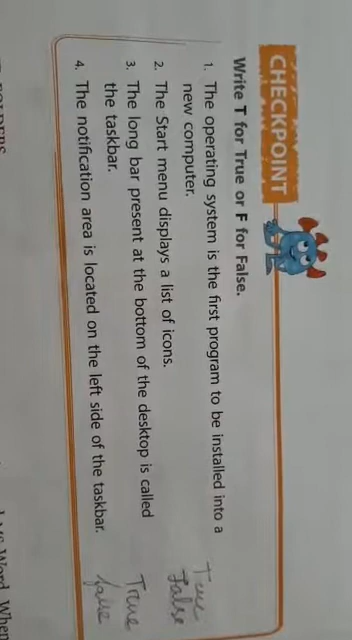 CHECKPOINT
Write T for True or F for False.
1. The operating system is the first program to be installed into a
new computer. True
2. The Start menu displays a list of icons. False
3. The long bar present at the bottom of the desktop is called
the taskbar. True
4. The notification area is located on the left side of the taskbar. false
Word. When